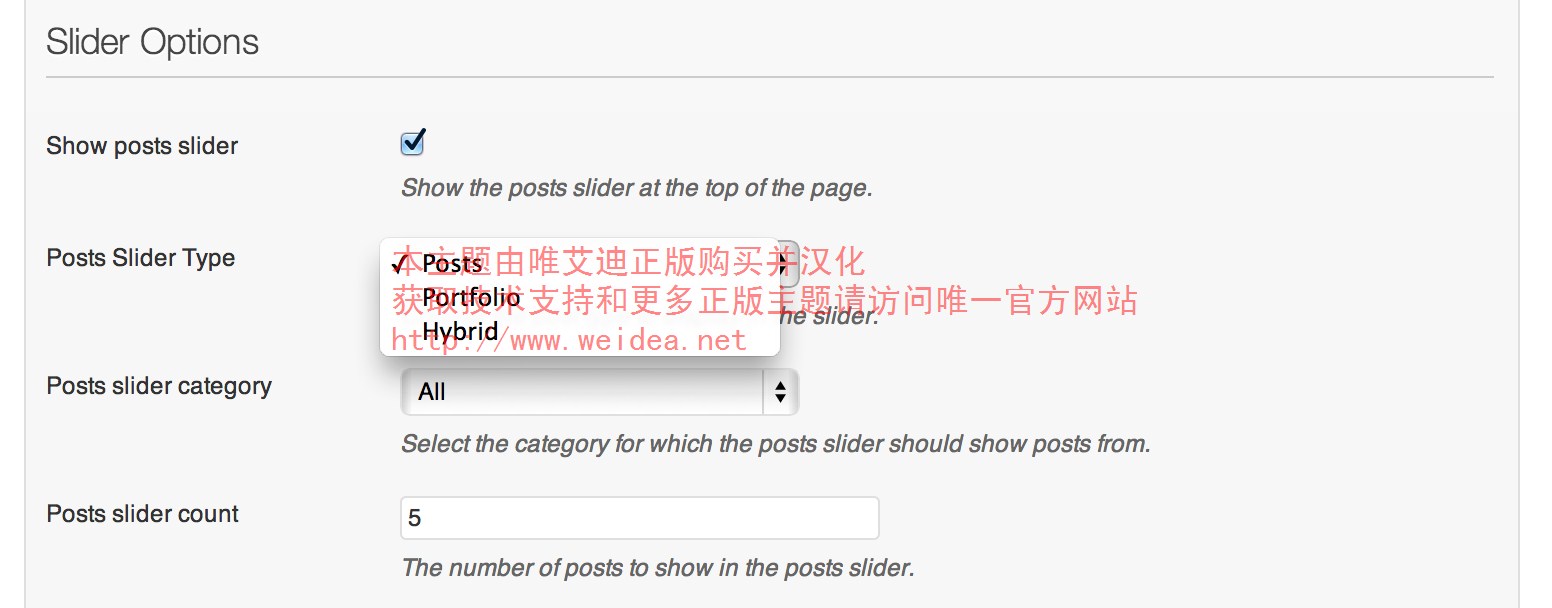 Slider Options
Show posts slider
Show the posts slider at the top of the page.
Posts Slider Type
Posts
本主题由唯艾迪正版购买并汉化
Portfolio
获取技术支持和更多正版主题请访问唯一官方网站
he slider.
Hybrid
http://www.weidea.net
Posts slider category
All
Select the category for which the posts slider should show posts from.
Posts slider count
5
The number of posts to show in the posts slider.